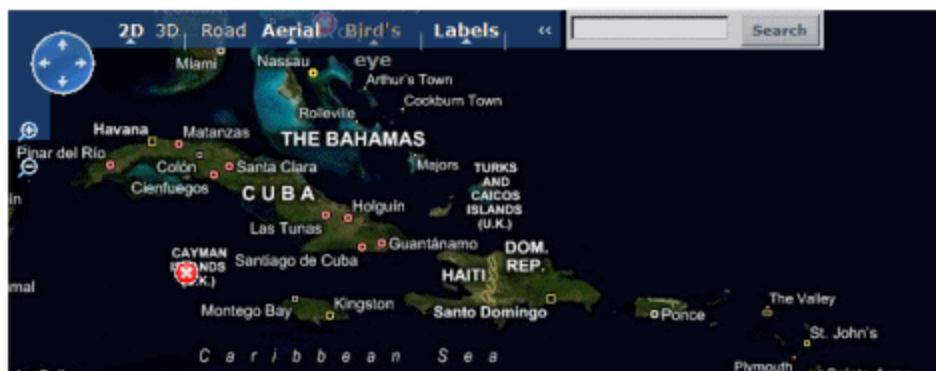 2D 3D Road Aerial Bird's eye Labels « Search
Miami
Nassau
Arthur's Town
Cockburn Town
Rolleville
Havana
Matanzas
THE BAHAMAS
Pinar del Río
Colón
Santa Clara
Majors
TURKS
AND
CAICOS
ISLANDS
(U.K.)
Cienfuegos
CUBA
Holguín
Las Tunas
Guantánamo
CAYMAN
Santiago de Cuba
HAITI
DOM.
REP.
Montego Bay
Kingston
Santo Domingo
Ponce
The Valley
St. John's
Caribbean Sea
Plymouth